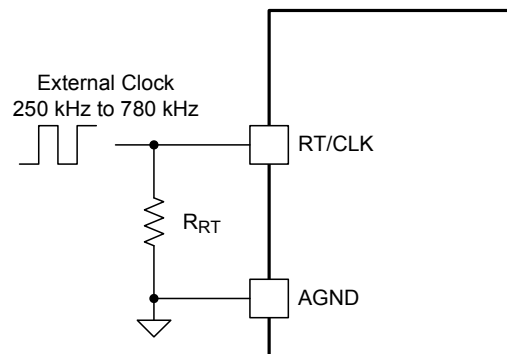 External Clock
250 kHz to 780 kHz
RT/CLK
RRT
AGND